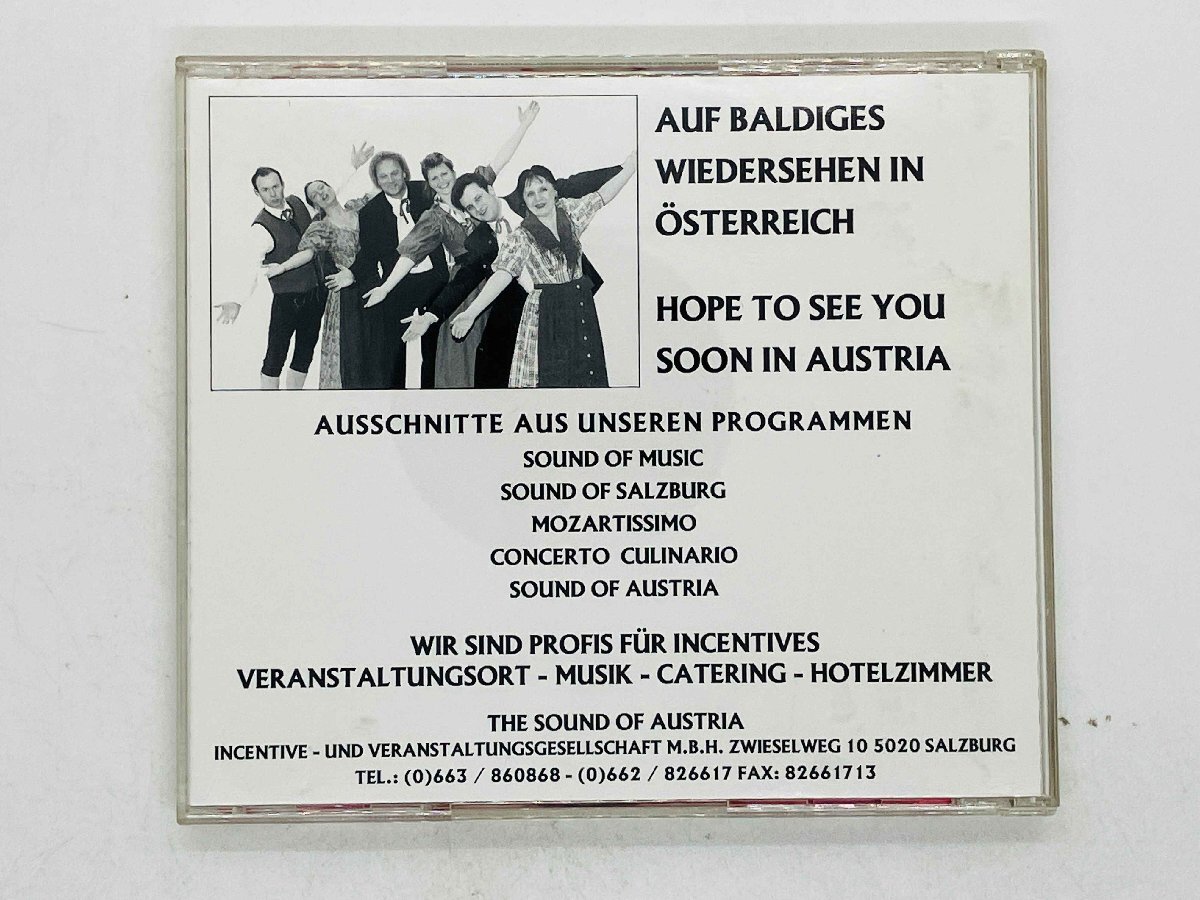 AUF BALDIGES
WIEDERSEHEN IN
ÖSTERREICH
HOPE TO SEE YOU
SOON IN AUSTRIA
AUSSCHNITTE AUS UNSEREN PROGRAMMEN
SOUND OF MUSIC
SOUND OF SALZBURG
MOZARTISSIMO
CONCERTO CULINARIO
SOUND OF AUSTRIA
WIR SIND PROFIS FÜR INCENTIVES
VERANSTALTUNGSORT - MUSIK - CATERING - HOTELZIMMER
THE SOUND OF AUSTRIA
INCENTIVE - UND VERANSTALTUNGSGESELLSCHAFT M.B.H. ZWIESELWEG 10 5020 SALZBURG
TEL.: (0)663 / 860868 - (0)662 / 826617 FAX: 82661713